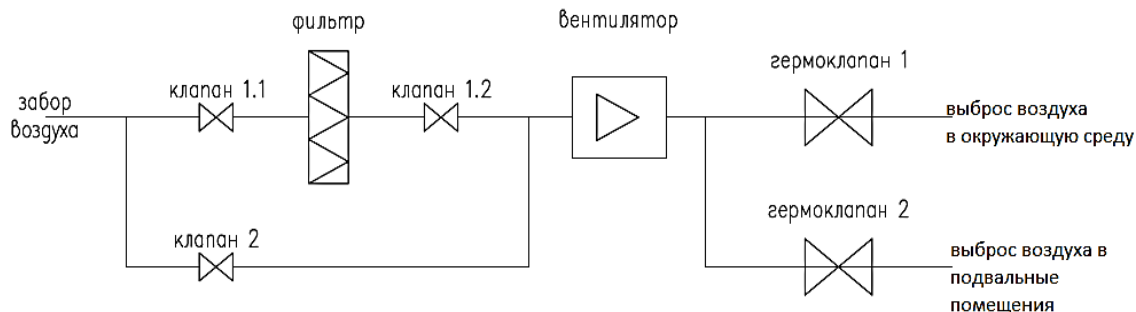 фильтр
вентилятор
гермоклапан 1
клапан 1.1
клапан 1.2
забор
воздуха
выброс воздуха
в окружающую среду
клапан 2
гермоклапан 2
выброс воздуха в
подвальные
помещения